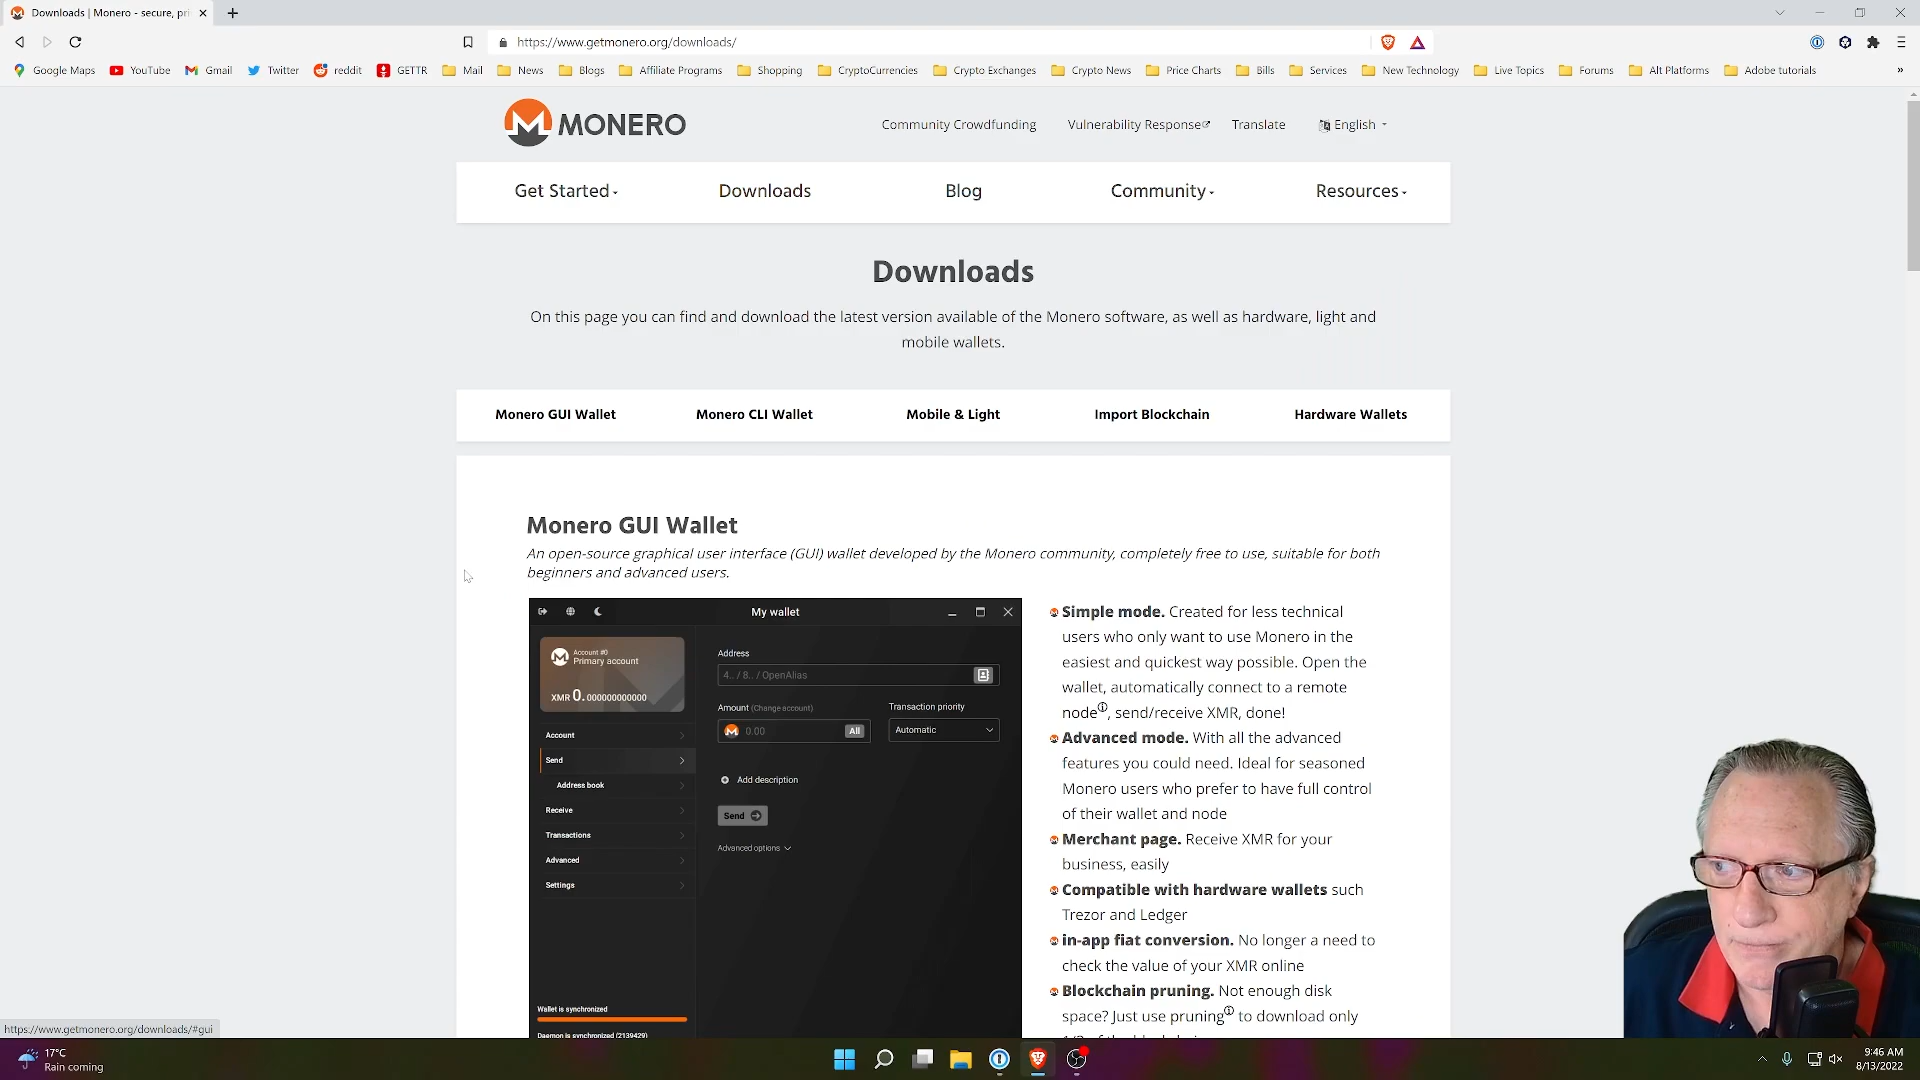 Downloads | Monero - secure, pri
https://www.getmonero.org/downloads/
Google Maps YouTube Gmail Twitter reddit GETTR Mail News Blogs Affiliate Programs Shopping CryptoCurrencies Crypto Exchanges Crypto News Price Charts Bills Services New Technology Live Topics Forums Alt Platforms Adobe tutorials »
MONERO
Community Crowdfunding Vulnerability Response Translate English
Get Started Downloads Blog Community Resources
Downloads
On this page you can find and download the latest version available of the Monero software, as well as hardware, light and
mobile wallets.
Monero GUI Wallet Monero CLI Wallet Mobile & Light Import Blockchain Hardware Wallets
Monero GUI Wallet
An open-source graphical user interface (GUI) wallet developed by the Monero community, completely free to use, suitable for both
beginners and advanced users.
My wallet
Account #0
Primary account
XMR 0.000000000000
Account
Send
Address book
Receive
Transactions
Advanced
Settings
Wallet is synchronized
Daemon is synchronized (2139429)
Address
4.. / 8.. / OpenAlias
Amount (Change account) Transaction priority
0.00 All Automatic
Add description
Send
Advanced options
Simple mode. Created for less technical
users who only want to use Monero in the
easiest and quickest way possible. Open the
wallet, automatically connect to a remote
node, send/receive XMR, done!
Advanced mode. With all the advanced
features you could need. Ideal for seasoned
Monero users who prefer to have full control
of their wallet and node
Merchant page. Receive XMR for your
business, easily
Compatible with hardware wallets such
Trezor and Ledger
in-app fiat conversion. No longer a need to
check the value of your XMR online
Blockchain pruning. Not enough disk
space? Just use pruning to download only
https://www.getmonero.org/downloads/#gui
17°C
Rain coming
9:46 AM
8/13/2022